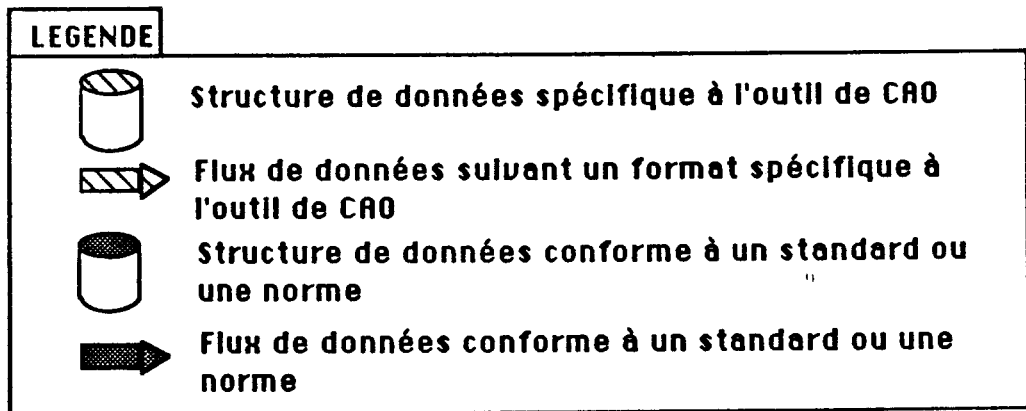 LEGENDE
Structure de données spécifique à l'outil de CAO
Flux de données suivant un format spécifique à
l'outil de CAO
Structure de données conforme à un standard ou
une norme
Flux de données conforme à un standard ou une
norme